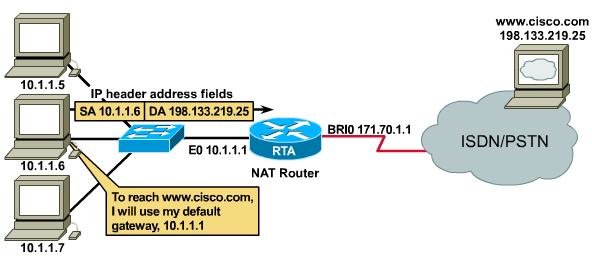 www.cisco.com
198.133.219.25
10.1.1.5
IP header address fields
SA 10.1.1.6 DA 198.133.219.25
10.1.1.6
E0 10.1.1.1
RTA
NAT Router
BRI0 171.70.1.1
ISDN/PSTN
To reach www.cisco.com,
I will use my default
gateway, 10.1.1.1
10.1.1.7